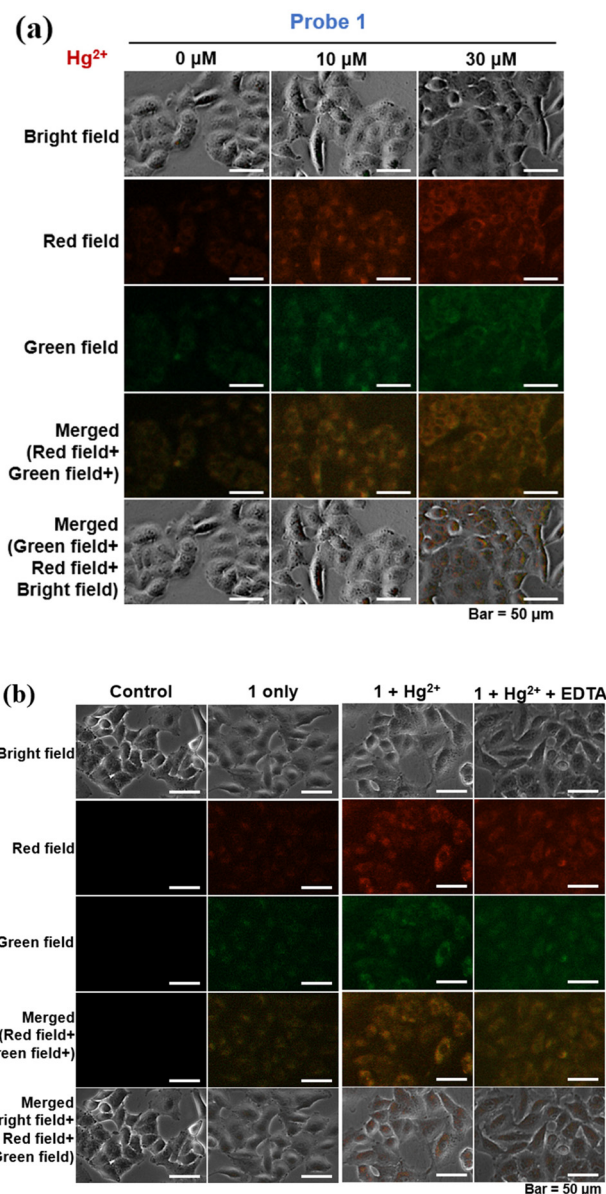 (a)
Probe 1
Hg²⁺ 0 µM 10 µM 30 µM
Bright field
Red field
Green field
Merged
(Red field+
Green field+)
Merged
(Green field+
Red field+
Bright field)
Bar = 50 µm
(b)
Control 1 only 1 + Hg²⁺ 1 + Hg²⁺ + EDTA
Bright field
Red field
Green field
Merged
(Red field+
reen field+)
Merged
right field+
Red field+
Green field)
Bar = 50 µm